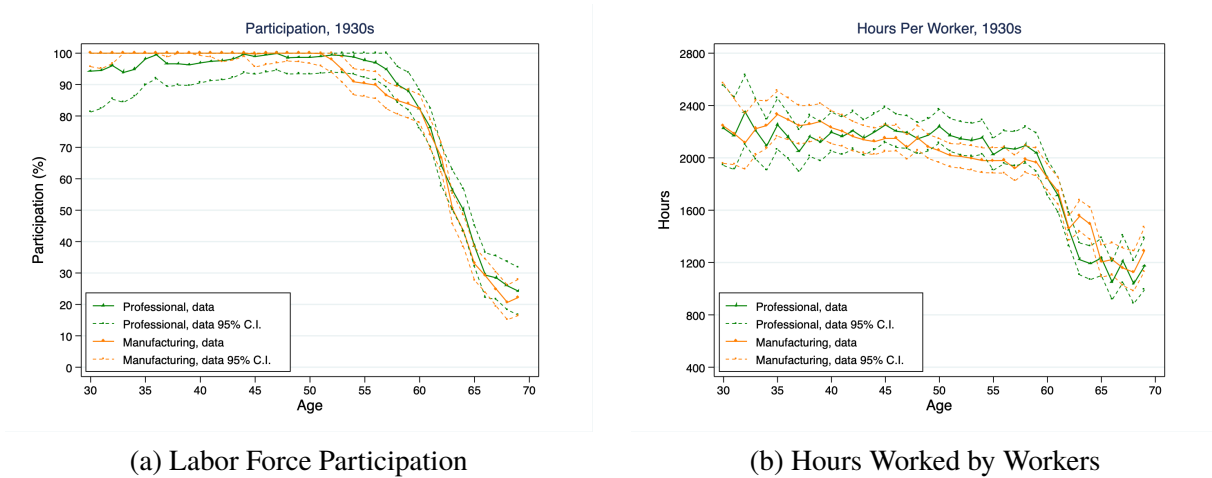 Participation, 1930s
100
90
80
70
60
50
40
30
20
10
0
Participation (%)
Professional, data
Professional, data 95% C.I.
Manufacturing, data
Manufacturing, data 95% C.I.
30 35 40 45 50 55 60 65 70
Age
(a) Labor Force Participation
Hours Per Worker, 1930s
2800
2400
2000
1600
1200
800
400
Hours
Professional, data
Professional, data 95% C.I.
Manufacturing, data
Manufacturing, data 95% C.I.
30 35 40 45 50 55 60 65 70
Age
(b) Hours Worked by Workers